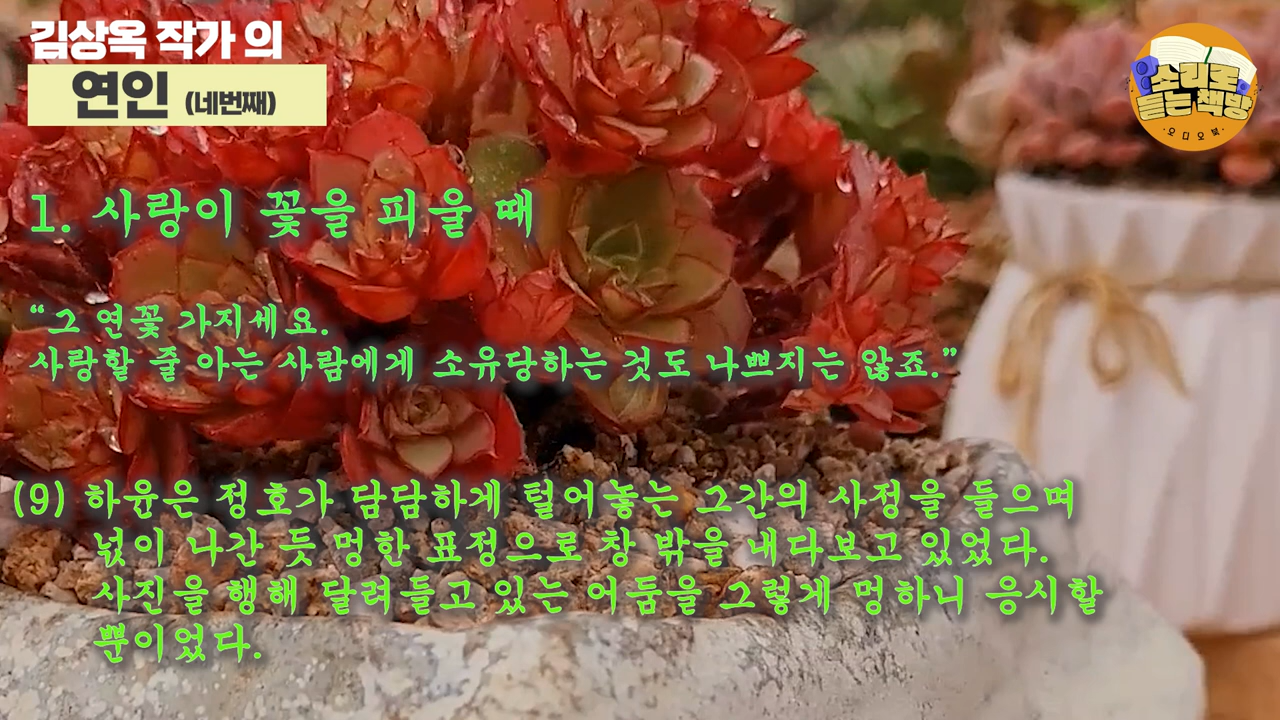 김상옥 작가 의
연인 (네번째)
소리로
듣는 책방
·오디오북·
1. 사랑이 꽃을 피울 때
“그 연꽃 가지세요.
사랑할 줄 아는 사람에게 소유당하는 것도 나쁘지는 않죠.”
(9) 하윤은 정호가 담담하게 털어놓는 그간의 사정을 들으며
넋이 나간 듯 멍한 표정으로 창 밖을 내다보고 있었다.
사진을 행해 달려들고 있는 어둠을 그렇게 멍하니 응시할
뿐이었다.